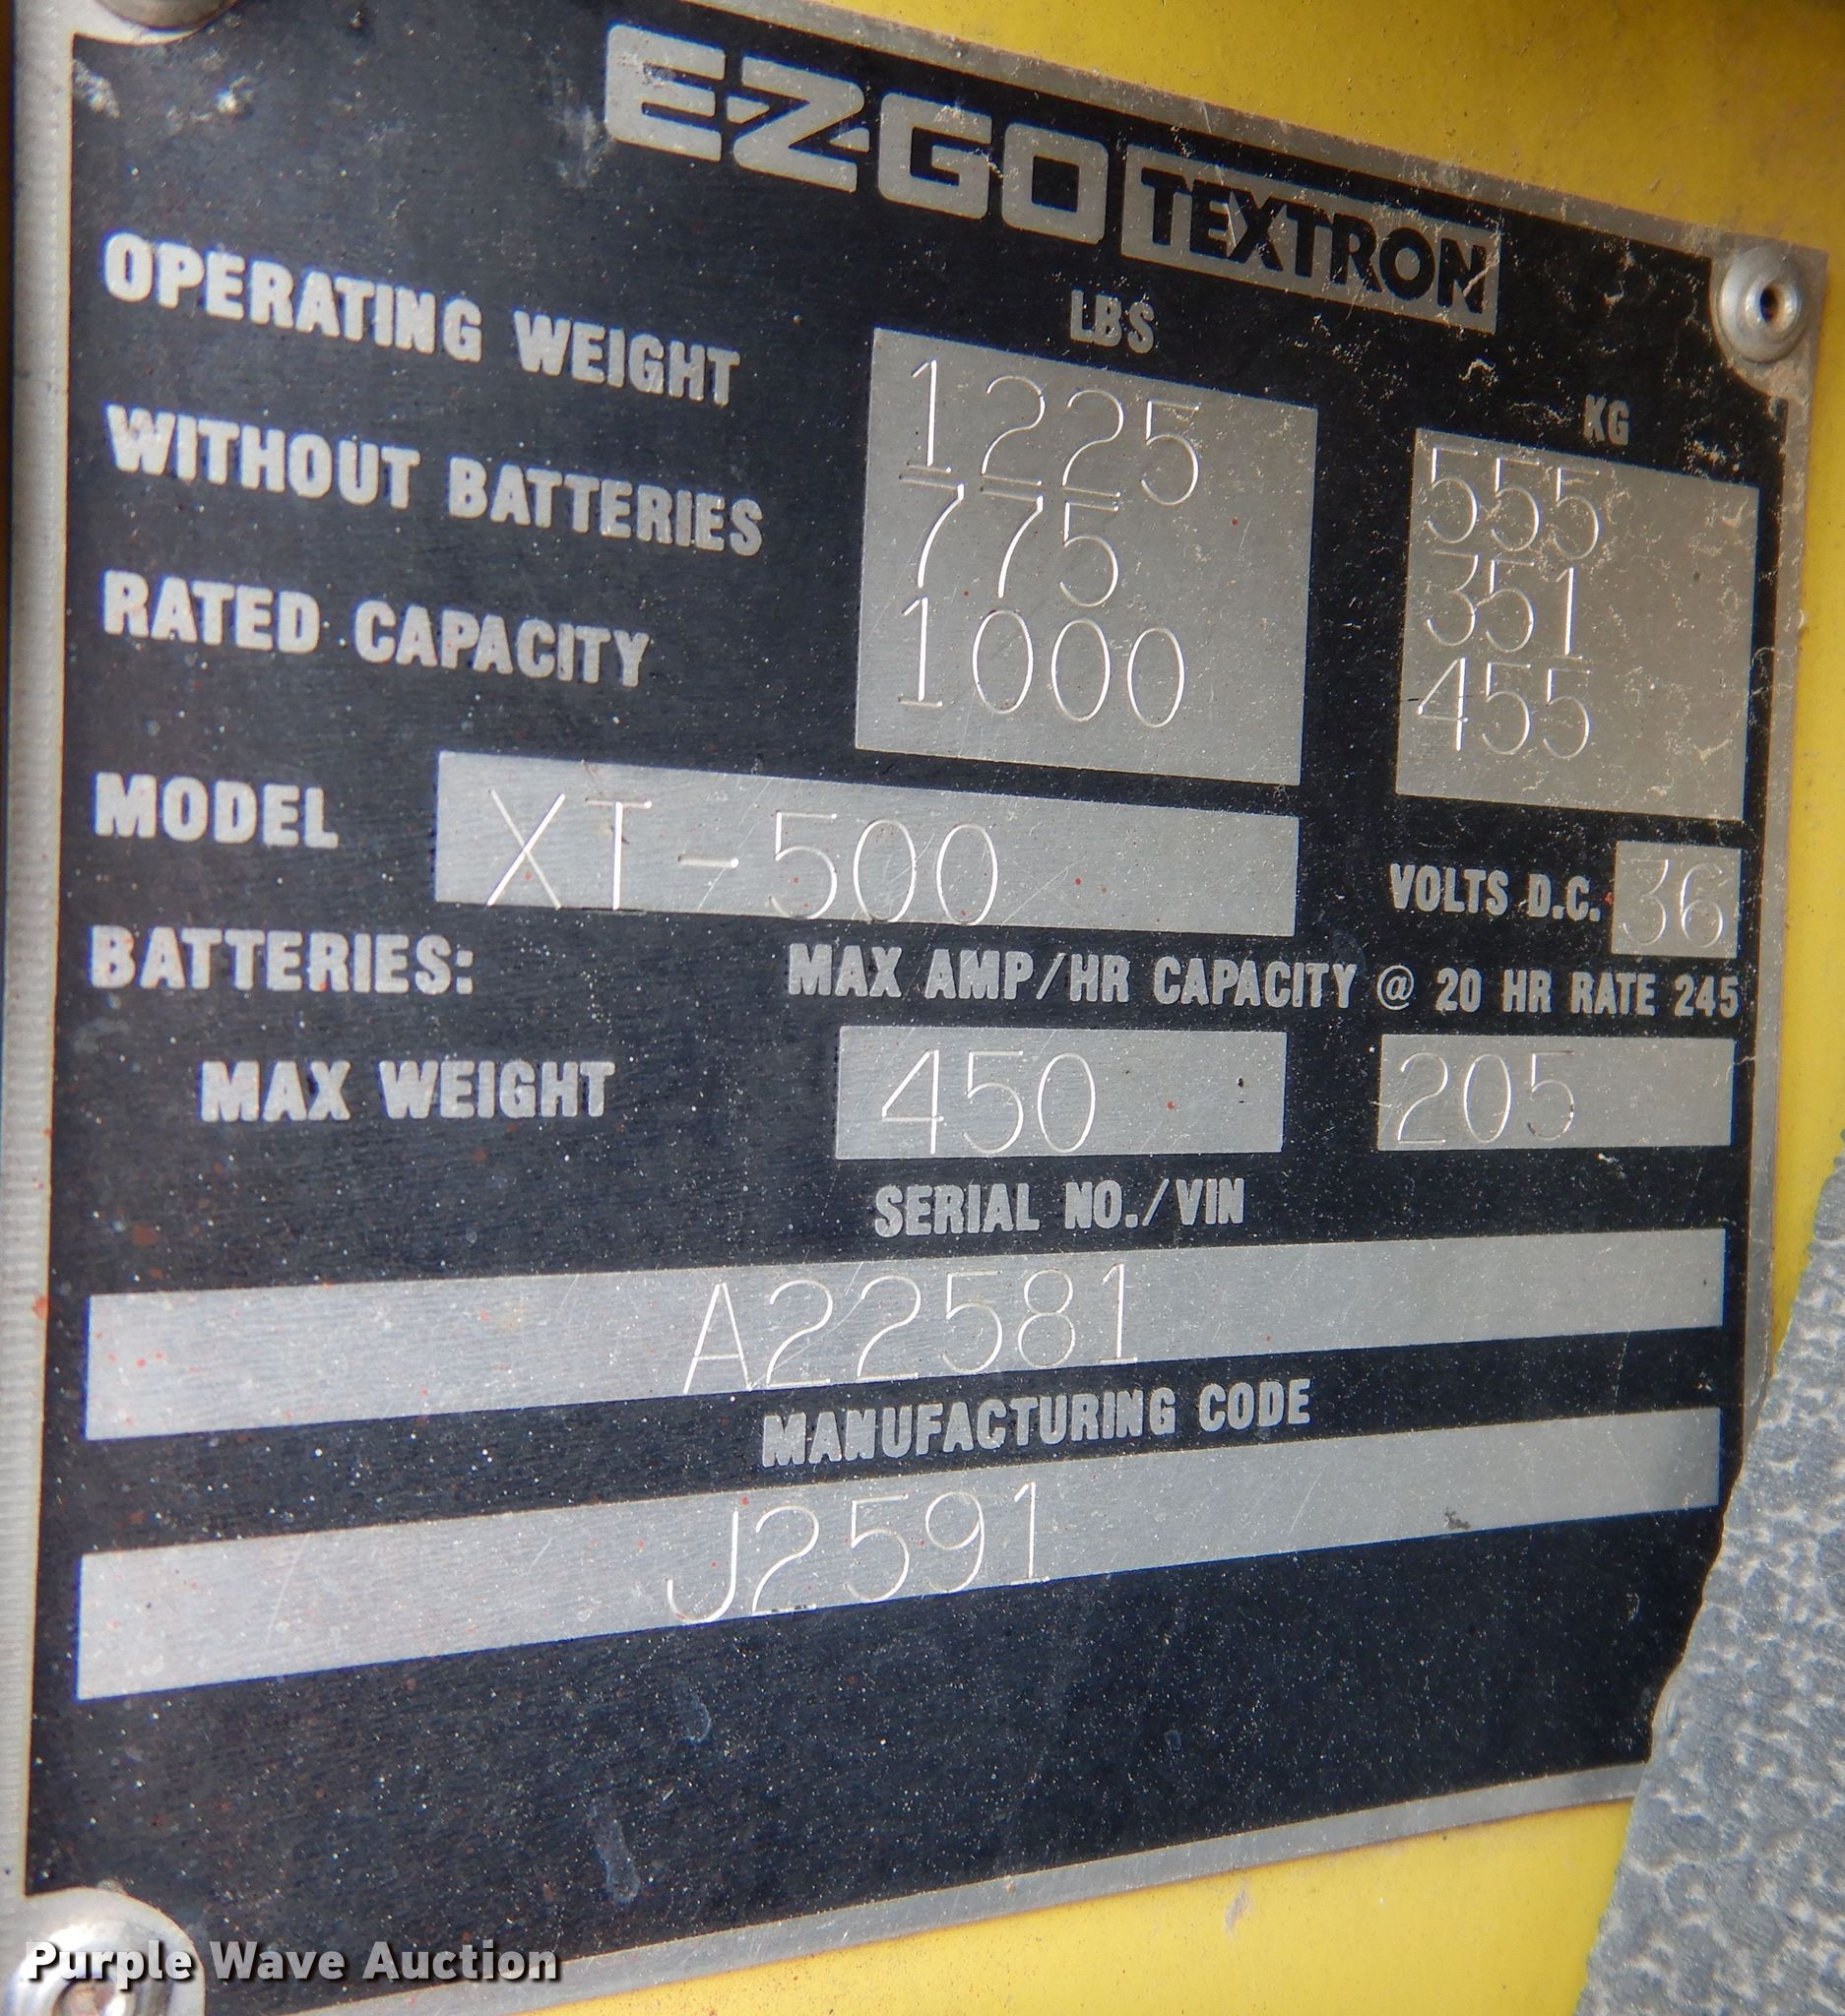 E-Z-GO TEXTRON
LBS KG
OPERATING WEIGHT 1225 555
WITHOUT BATTERIES 775 351
RATED CAPACITY 1000 455
MODEL XT-500 VOLTS D.C. 36
BATTERIES: MAX AMP/HR CAPACITY @ 20 HR RATE 245
MAX WEIGHT 450 205
SERIAL NO./VIN
A22581
MANUFACTURING CODE
J2591
Purple Wave Auction